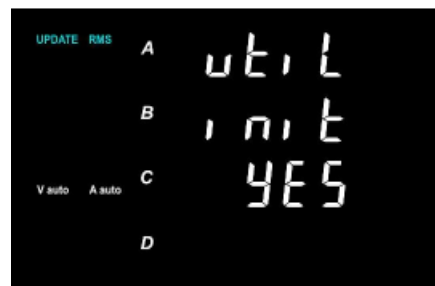 UPDATE RMS A utiL
B init
V auto A auto C YES
D